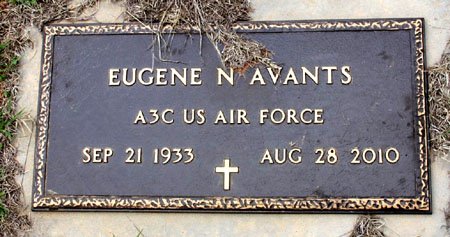 EUGENE N AVANTS
A3C US AIR FORCE
SEP 21 1933 AUG 28 2010